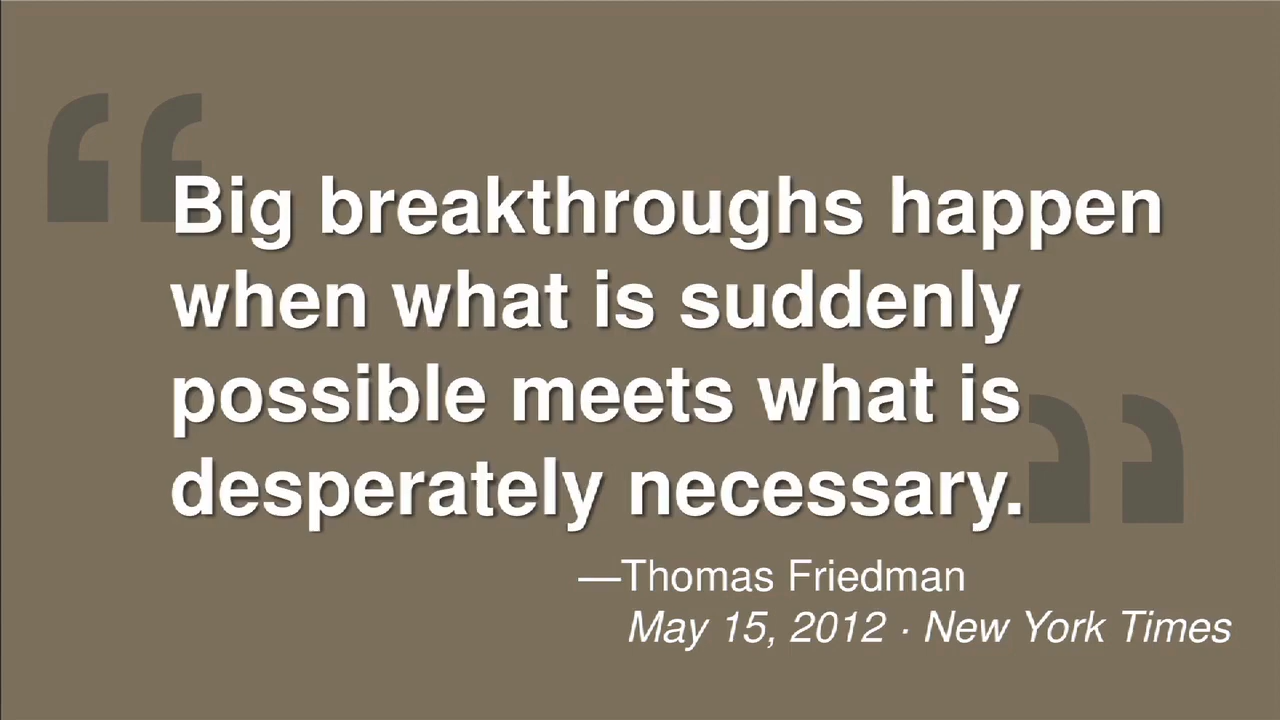 “Big breakthroughs happen
when what is suddenly
possible meets what is
desperately necessary.”
—Thomas Friedman
May 15, 2012 · New York Times